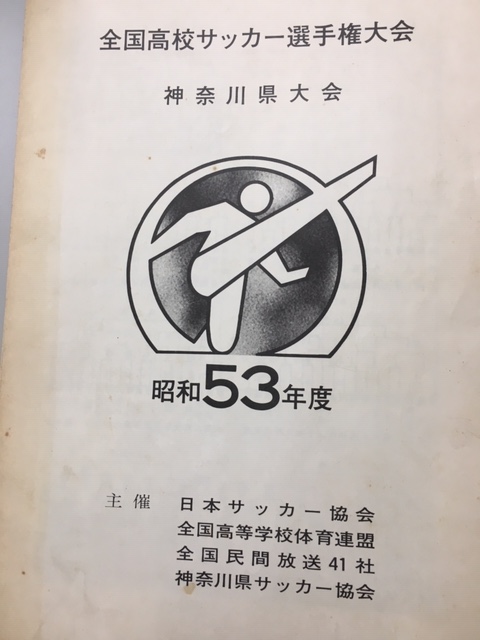 全国高校サッカー選手権大会
神奈川県大会
昭和53年度
主催 日本サッカー協会
全国高等学校体育連盟
全国民間放送41社
神奈川県サッカー協会